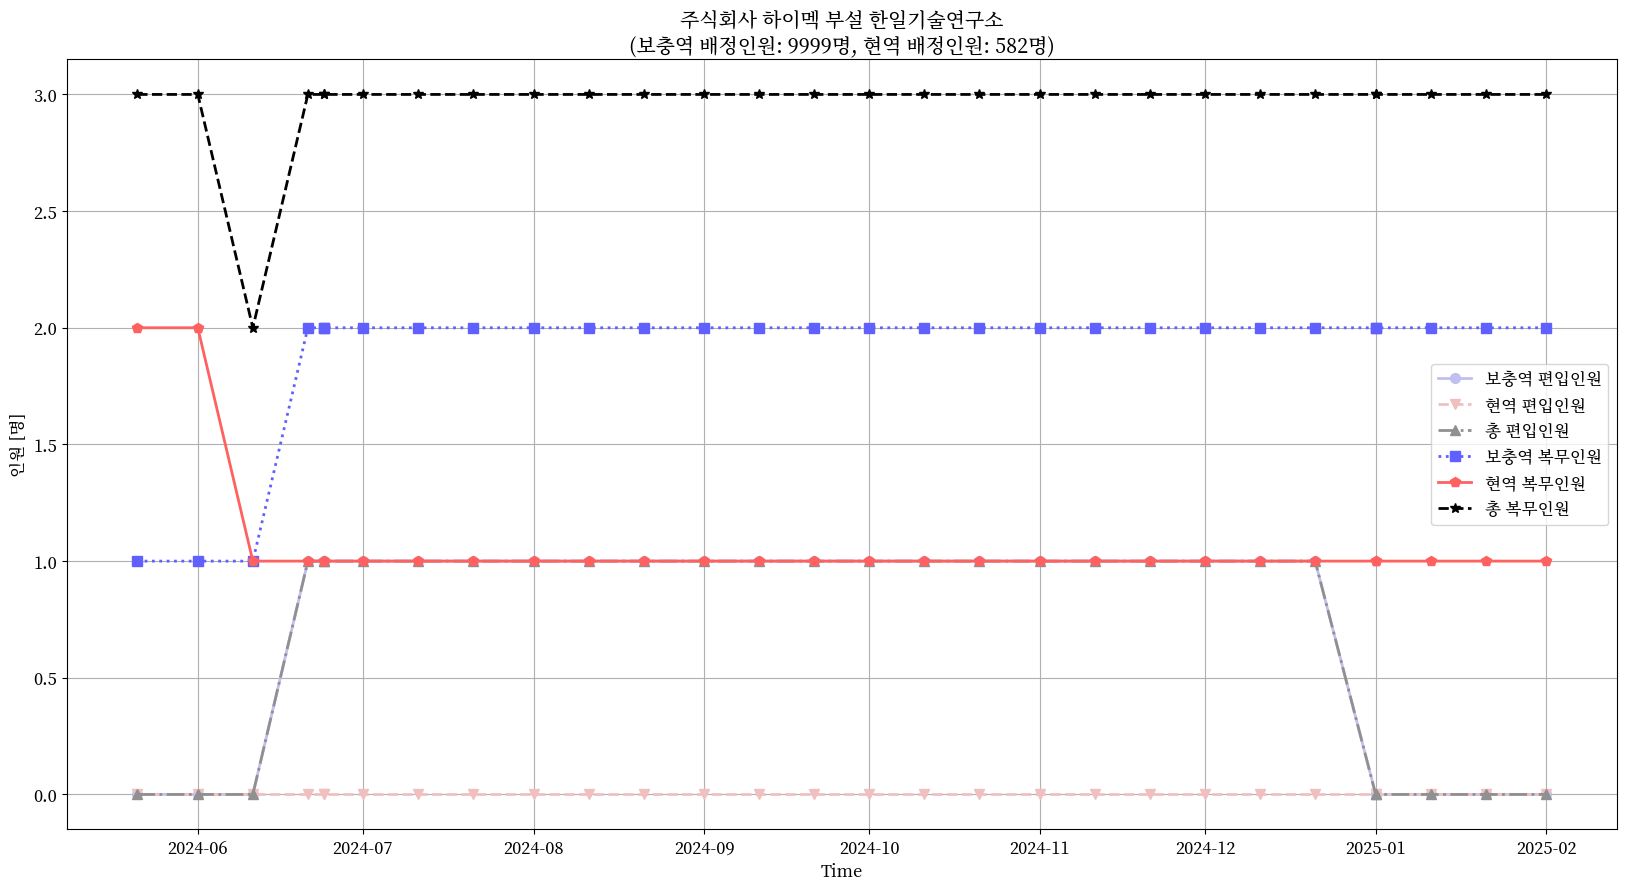 주식회사 하이멕 부설 한일기술연구소
(보충역 배정인원: 9999명, 현역 배정인원: 582명)
3.0
2.5
2.0
1.5
1.0
0.5
0.0
인원 [명]
보충역 편입인원
현역 편입인원
총 편입인원
보충역 복무인원
현역 복무인원
총 복무인원
2024-06
2024-07
2024-08
2024-09
2024-10
2024-11
2024-12
2025-01
2025-02
Time